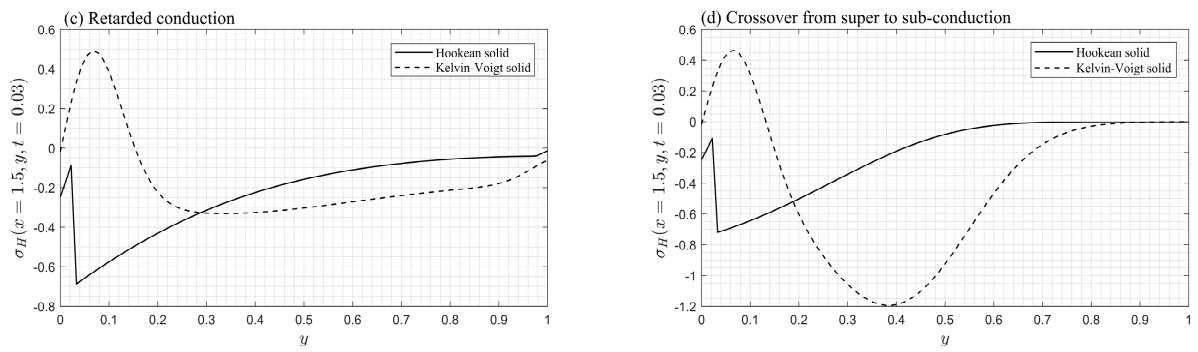 (c) Retarded conduction
0.6
0.4
0.2
0
-0.2
-0.4
-0.6
-0.8
σ_H(x = 1.5, y, t = 0.03)
Hookean solid
Kelvin-Voigt solid
0 0.1 0.2 0.3 0.4 0.5 0.6 0.7 0.8 0.9 1
y
(d) Crossover from super to sub-conduction
0.6
0.4
0.2
0
-0.2
-0.4
-0.6
-0.8
-1
-1.2
σ_H(x = 1.5, y, t = 0.03)
Hookean solid
Kelvin-Voigt solid
0 0.1 0.2 0.3 0.4 0.5 0.6 0.7 0.8 0.9 1
y